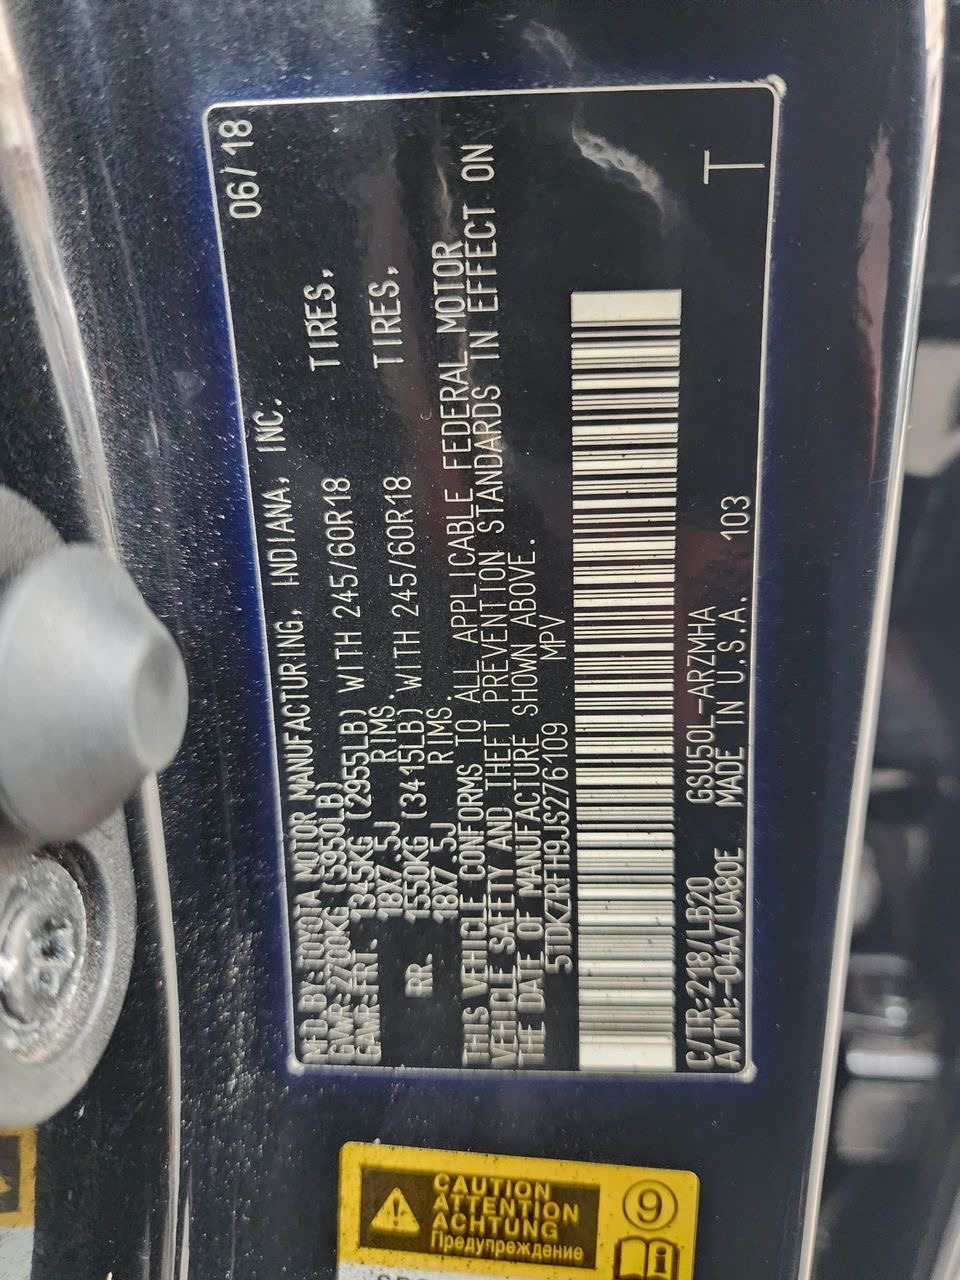 MFD.BY:TOYOTA MOTOR MANUFACTURING, INDIANA, INC. 06/18
GVWR:2700KG (5950LB)
GAWR:FRT. 1345KG (2955LB) WITH 245/60R18 TIRES,
18X7.5J RIMS.
RR. 1550KG (3415LB) WITH 245/60R18 TIRES,
18X7.5J RIMS.
THIS VEHICLE CONFORMS TO ALL APPLICABLE FEDERAL MOTOR
VEHICLE SAFETY AND THEFT PREVENTION STANDARDS IN EFFECT ON
THE DATE OF MANUFACTURE SHOWN ABOVE.
5TDKZRFH9JS276109 MPV
C/TR:218/LB20 GSU50L-ARZMHA
A/TM:-04A/UA80E MADE IN U.S.A. 103 T
CAUTION
ATTENTION
ACHTUNG
Предупреждение
9
i